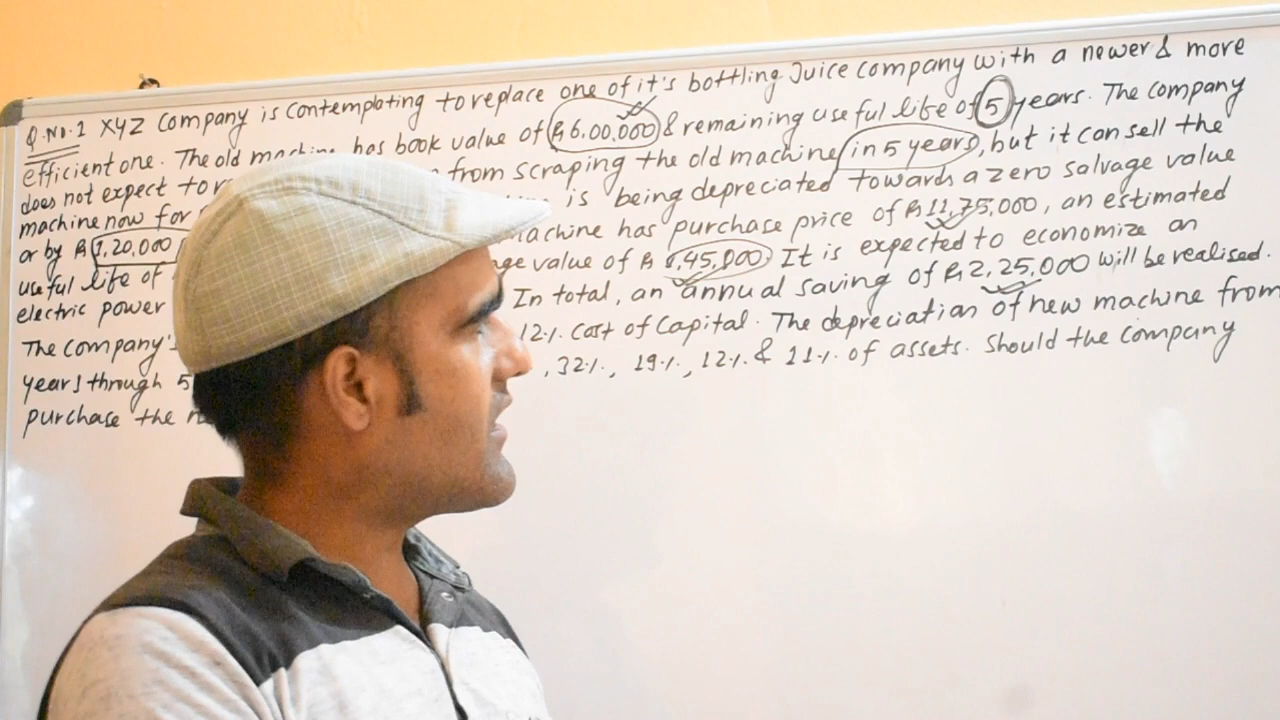 Q.No.1 XYZ Company is contemplating to replace one of it's bottling Juice company with a newer & more
efficient one. The old machine has book value of Rs 6,00,000 & remaining useful life of 5 years. The company
does not expect to from scraping the old machine in 5 years, but it can sell the
machine now for is being depreciated towards a zero salvage value
or by Rs 1,20,000 machine has purchase price of Rs 11,75,000, an estimated
useful life of value of Rs ,45,000. It is expected to economize on
electric power In total, an annual saving of Rs 2,25,000 will be realised.
The company's 12%. cost of Capital. The depreciation of new machine from
years through 5 , 32%., 19%., 12%. & 11%. of assets. Should the company
purchase the